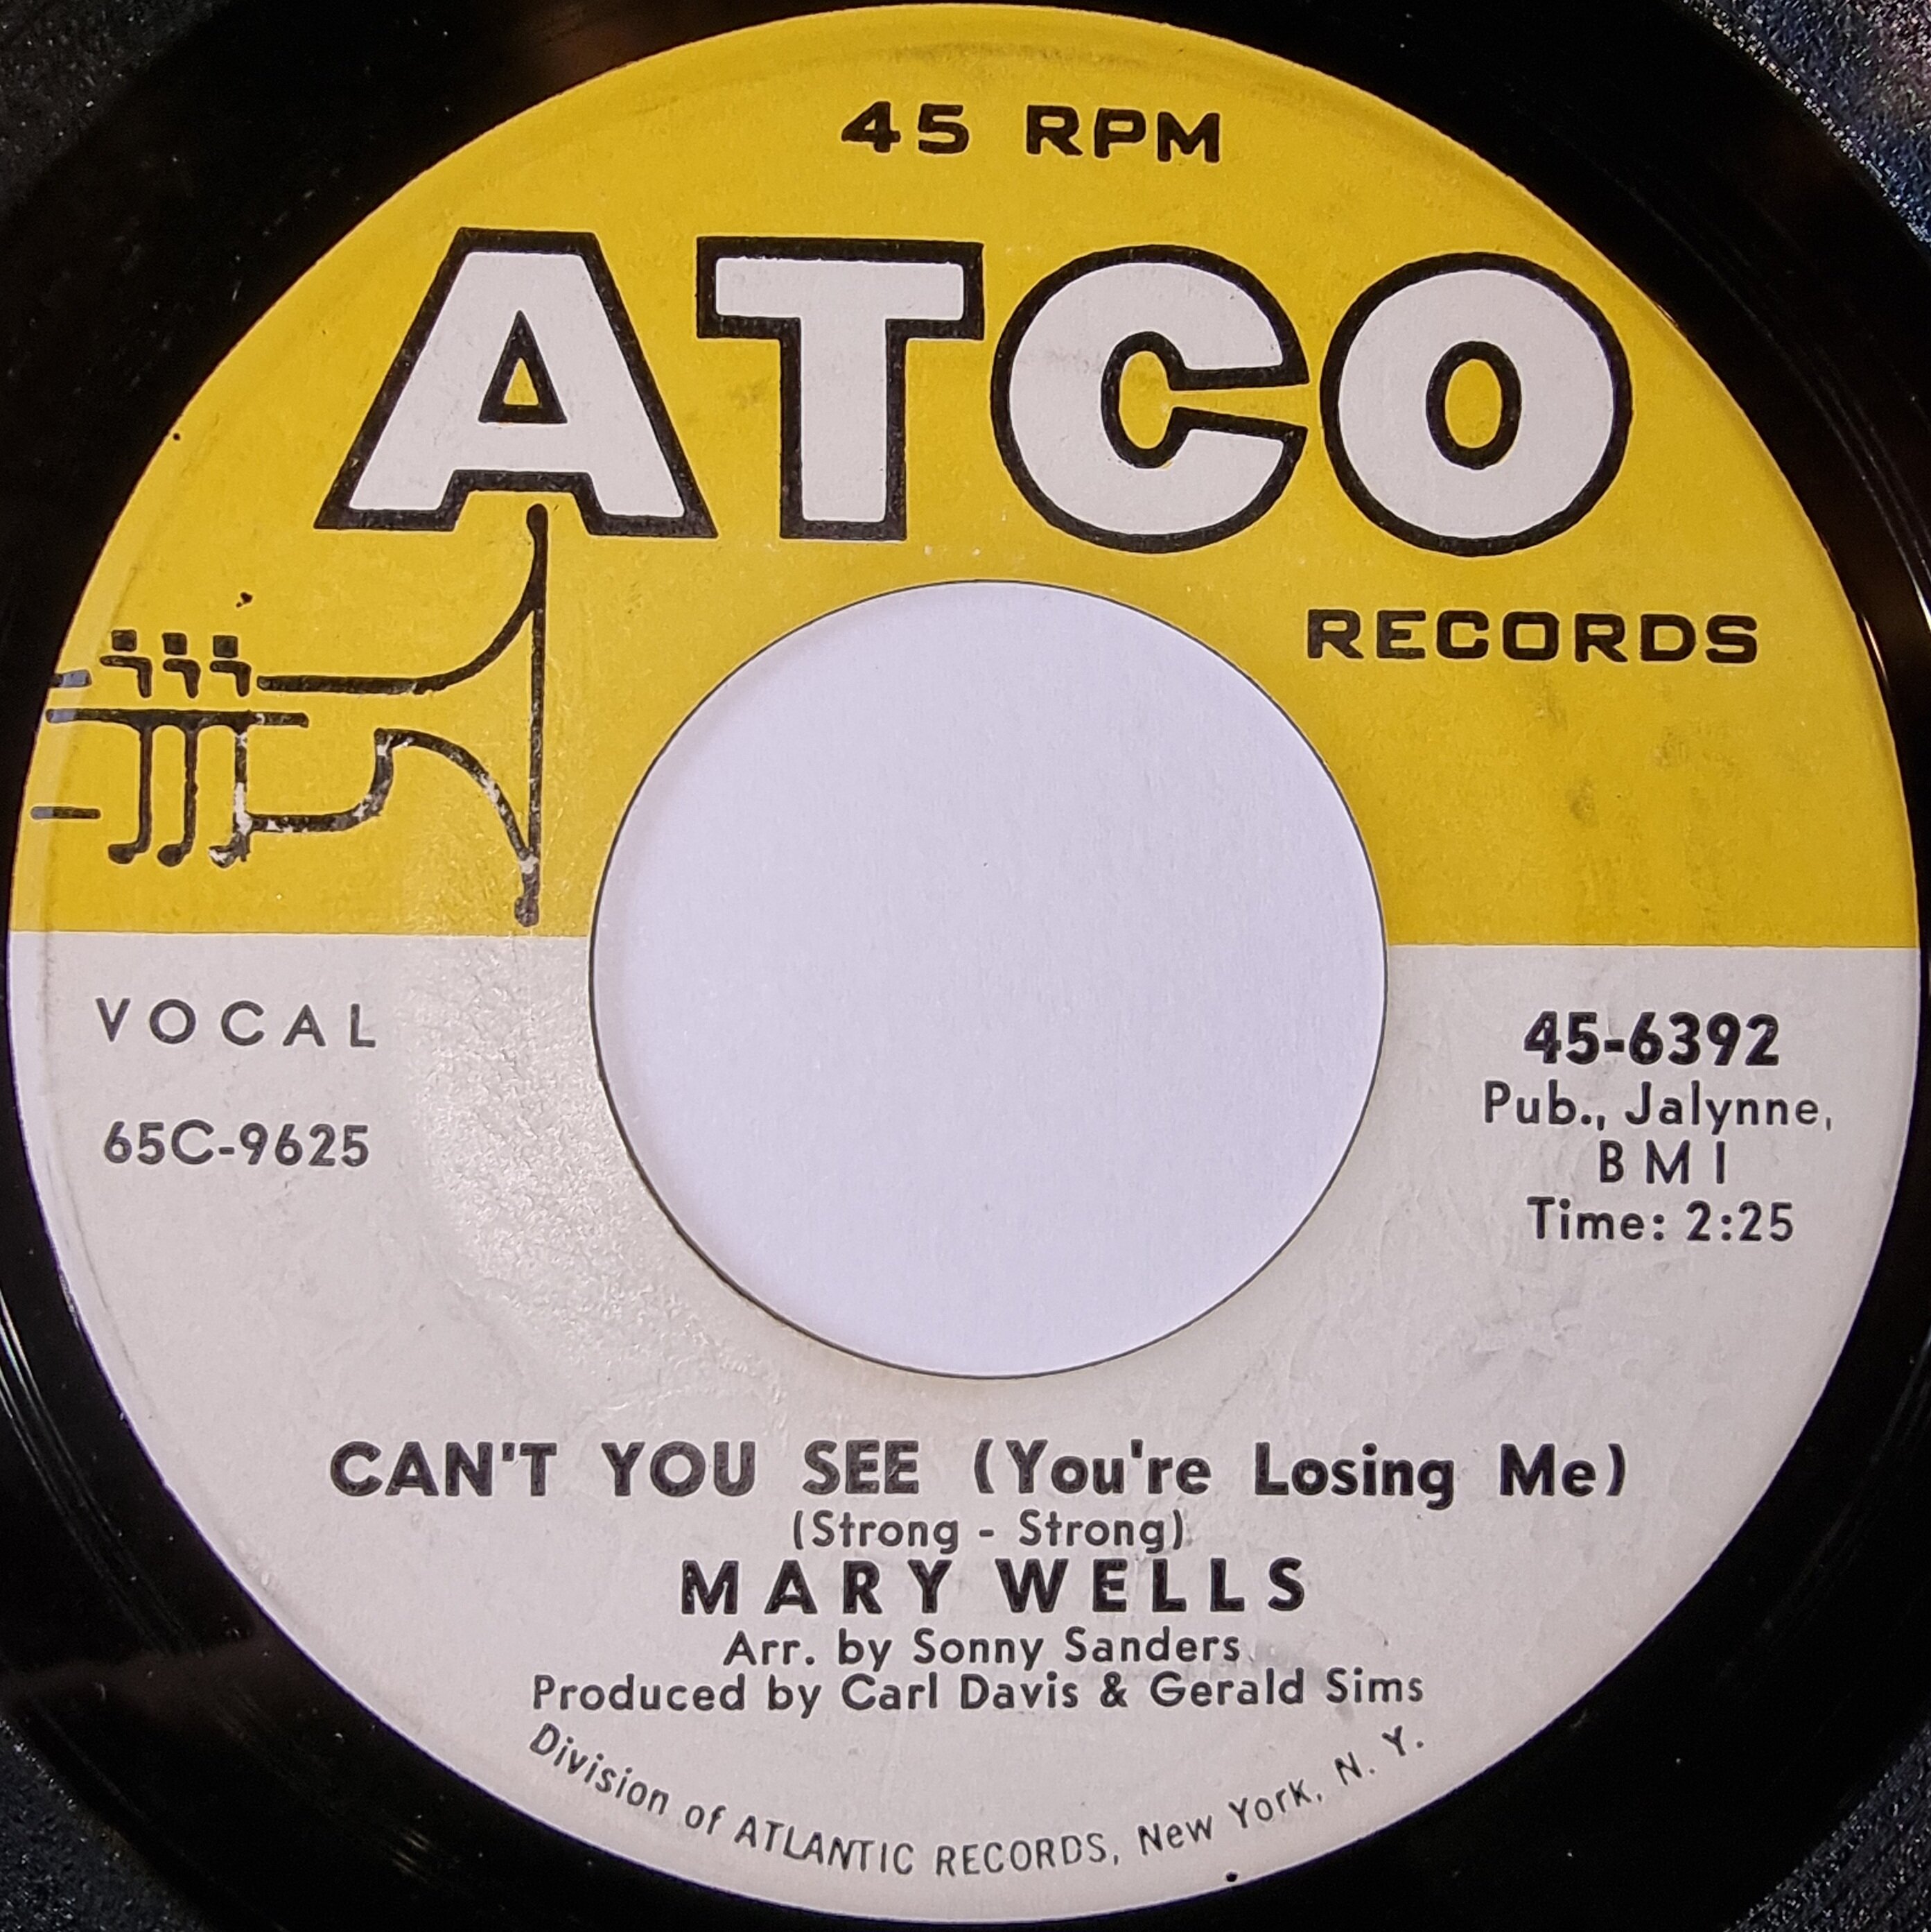 45 RPM
ATCO
RECORDS
VOCAL
65C-9625
45-6392
Pub., Jalynne,
BMI
Time: 2:25
CAN'T YOU SEE (You're Losing Me)
(Strong - Strong)
MARY WELLS
Arr. by Sonny Sanders
Produced by Carl Davis & Gerald Sims
Division of ATLANTIC RECORDS, New York, N. Y.